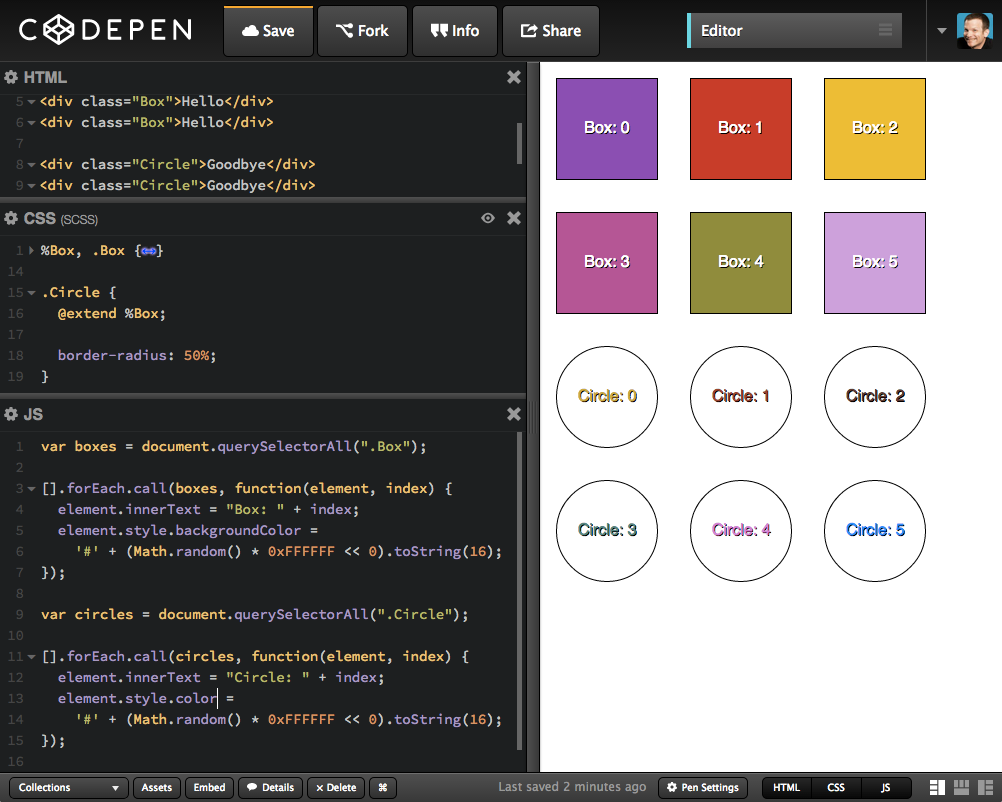 CODEPEN
Save
Fork
Info
Share
Editor
HTML
5 <div class="Box">Hello</div>
6 <div class="Box">Hello</div>
7
8 <div class="Circle">Goodbye</div>
9 <div class="Circle">Goodbye</div>
CSS (SCSS)
1 %Box, .Box {↔}
14
15 .Circle {
16 @extend %Box;
17
18 border-radius: 50%;
19 }
JS
1 var boxes = document.querySelectorAll(".Box");
2
3 [].forEach.call(boxes, function(element, index) {
4 element.innerText = "Box: " + index;
5 element.style.backgroundColor =
6 '#' + (Math.random() * 0xFFFFFF << 0).toString(16);
7 });
8
9 var circles = document.querySelectorAll(".Circle");
10
11 [].forEach.call(circles, function(element, index) {
12 element.innerText = "Circle: " + index;
13 element.style.color =
14 '#' + (Math.random() * 0xFFFFFF << 0).toString(16);
15 });
16
Box: 0
Box: 1
Box: 2
Box: 3
Box: 4
Box: 5
Circle: 0
Circle: 1
Circle: 2
Circle: 3
Circle: 4
Circle: 5
Collections
Assets
Embed
Details
× Delete
⌘
Last saved 2 minutes ago
Pen Settings
HTML
CSS
JS